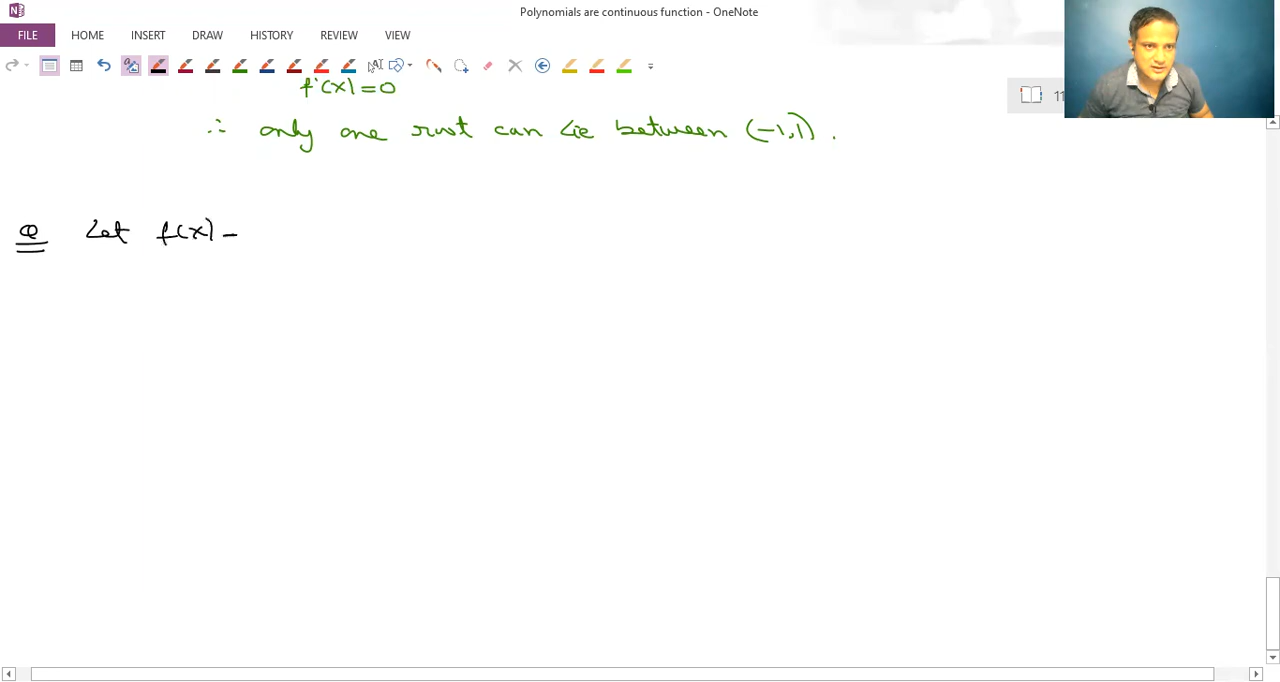 Polynomials are continuous function - OneNote
FILE HOME INSERT DRAW HISTORY REVIEW VIEW
f'(x) = 0
∴ only one root can lie between (-1,1).
Q Let f(x) -